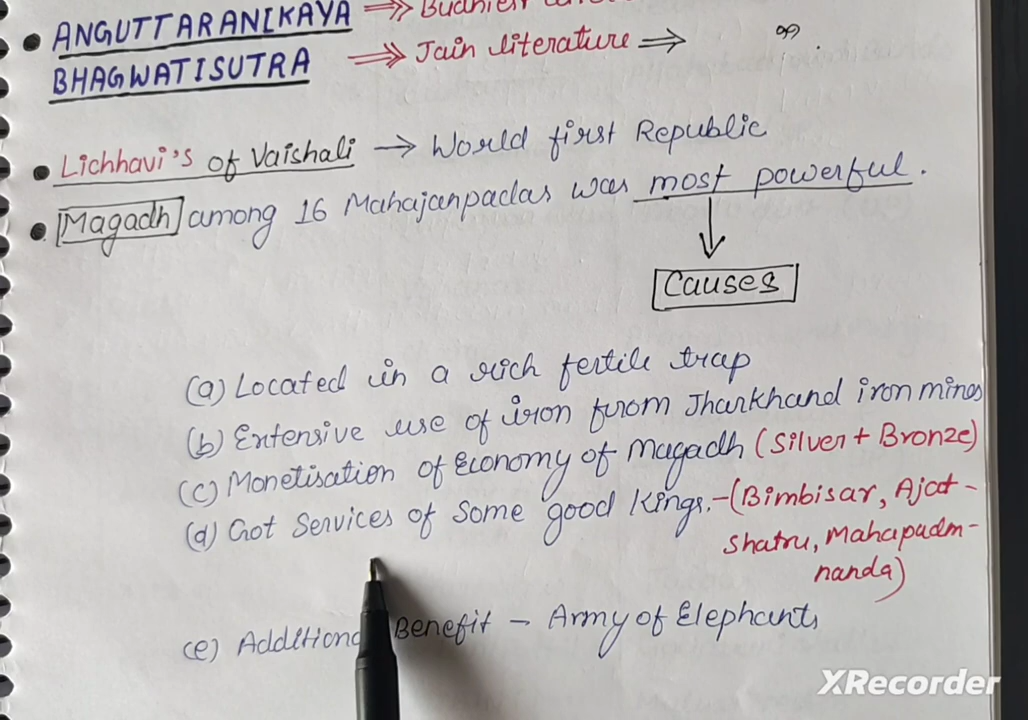 • ANGUTTARANIKAYA ⇒
BHAGWATISUTRA ⇒ Jain literature ⇒
• Lichhavi's of Vaishali → World first Republic
• Magadh among 16 Mahajanpadas was most powerful.
Causes
(a) Located in a rich fertile trap
(b) Extensive use of iron from Jharkhand iron mines
(c) Monetisation of Economy of Magadh (Silver + Bronze)
(d) Got Services of Some good Kings. - (Bimbisar, Ajat-
Shatru, Mahapadm-
nanda)
(e) Additiona Benefit - Army of Elephants
XRecorder